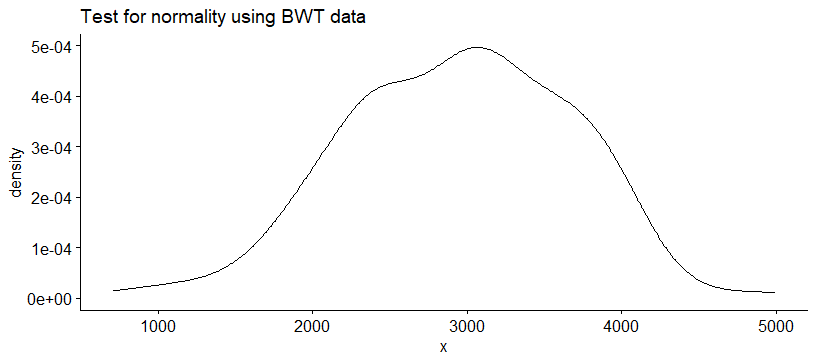 Test for normality using BWT data
5e-04
4e-04
3e-04
2e-04
1e-04
0e+00
density
1000 2000 3000 4000 5000
x